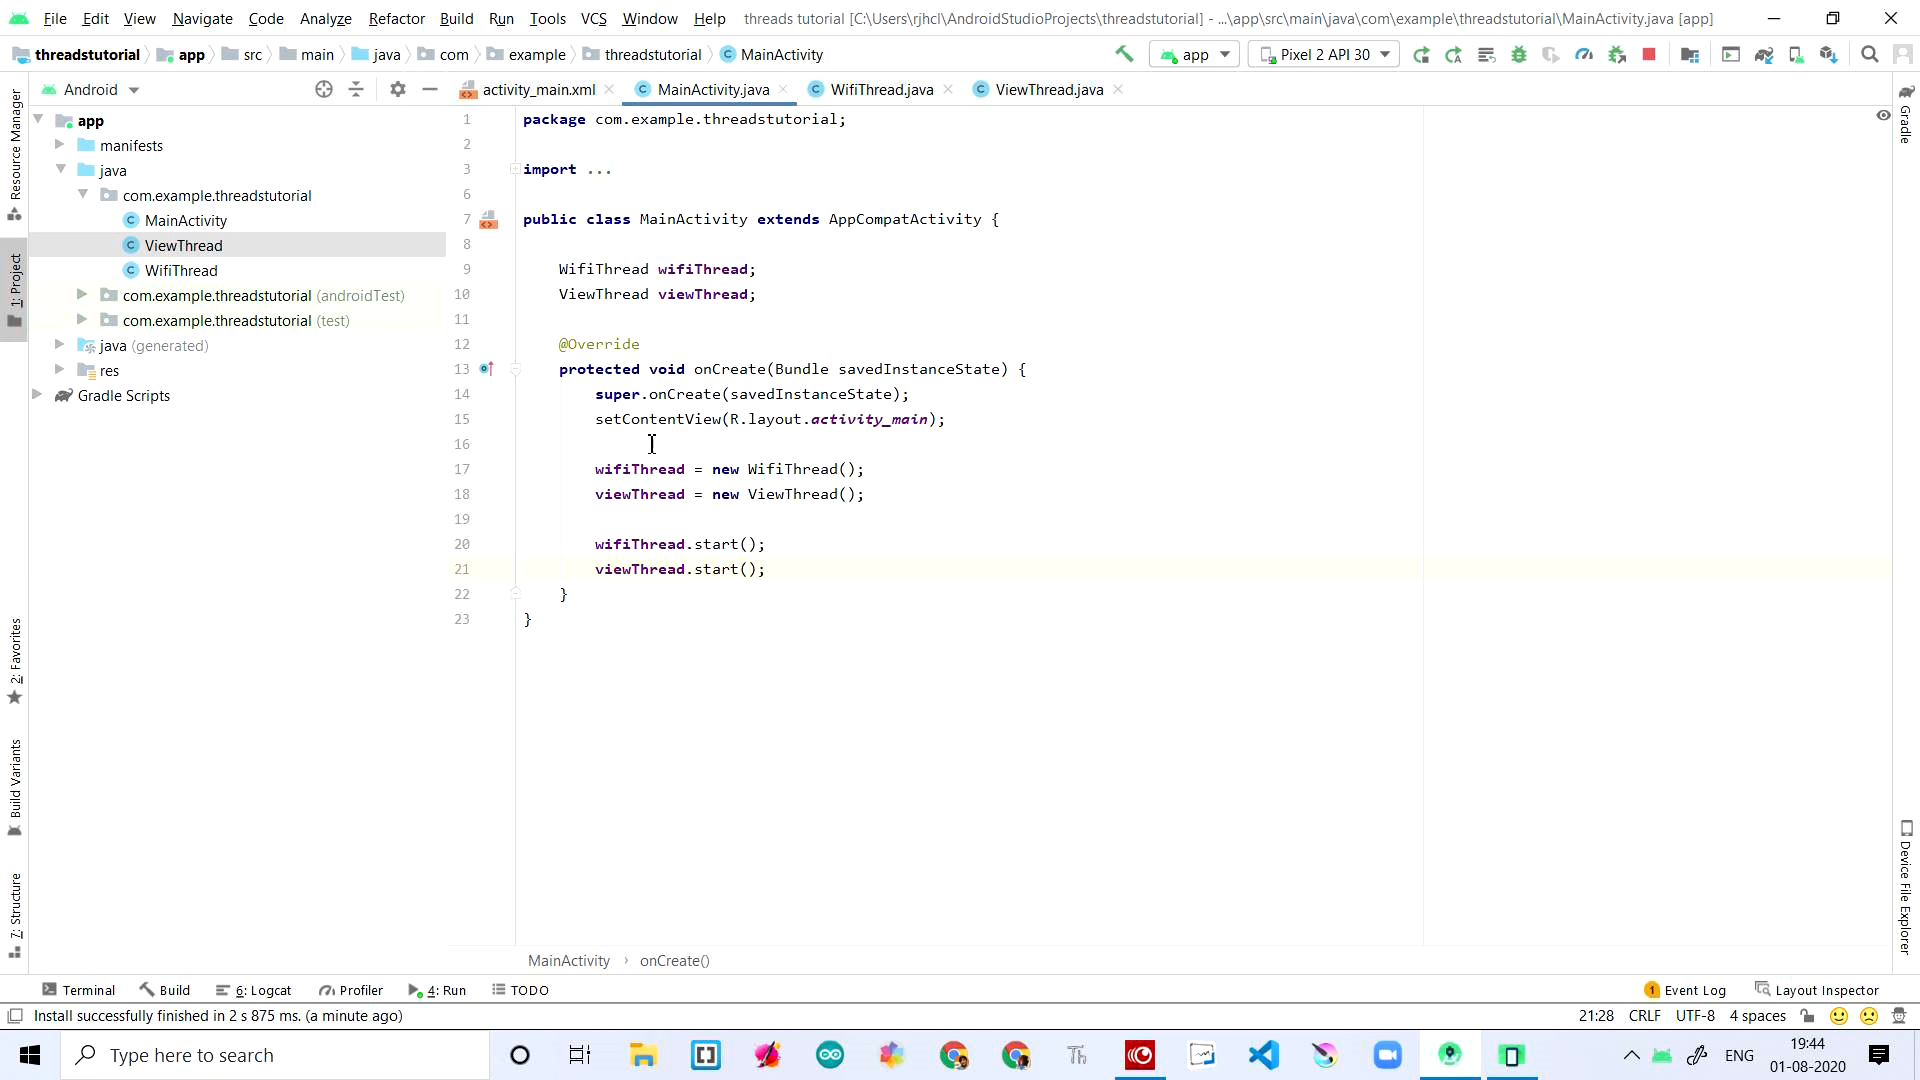 File Edit View Navigate Code Analyze Refactor Build Run Tools VCS Window Help threads tutorial [C:\Users\rjhcl\AndroidStudioProjects\threadstutorial] - ...\app\src\main\java\com\example\threadstutorial\MainActivity.java [app]
threadstutorial app src main java com example threadstutorial MainActivity app Pixel 2 API 30
Android
activity_main.xml MainActivity.java WifiThread.java ViewThread.java
Resource Manager
1: Project
2: Favorites
Build Variants
7: Structure
app
manifests
java
com.example.threadstutorial
MainActivity
ViewThread
WifiThread
com.example.threadstutorial (androidTest)
com.example.threadstutorial (test)
java (generated)
res
Gradle Scripts
1 package com.example.threadstutorial;
2
3 import ...
6
7 public class MainActivity extends AppCompatActivity {
8
9 WifiThread wifiThread;
10 ViewThread viewThread;
11
12 @Override
13 protected void onCreate(Bundle savedInstanceState) {
14 super.onCreate(savedInstanceState);
15 setContentView(R.layout.activity_main);
16
17 wifiThread = new WifiThread();
18 viewThread = new ViewThread();
19
20 wifiThread.start();
21 viewThread.start();
22 }
23 }
Gradle
Device File Explorer
MainActivity › onCreate()
Terminal Build 6: Logcat Profiler 4: Run TODO 1 Event Log Layout Inspector
Install successfully finished in 2 s 875 ms. (a minute ago) 21:28 CRLF UTF-8 4 spaces
Type here to search Th ENG 19:44
01-08-2020